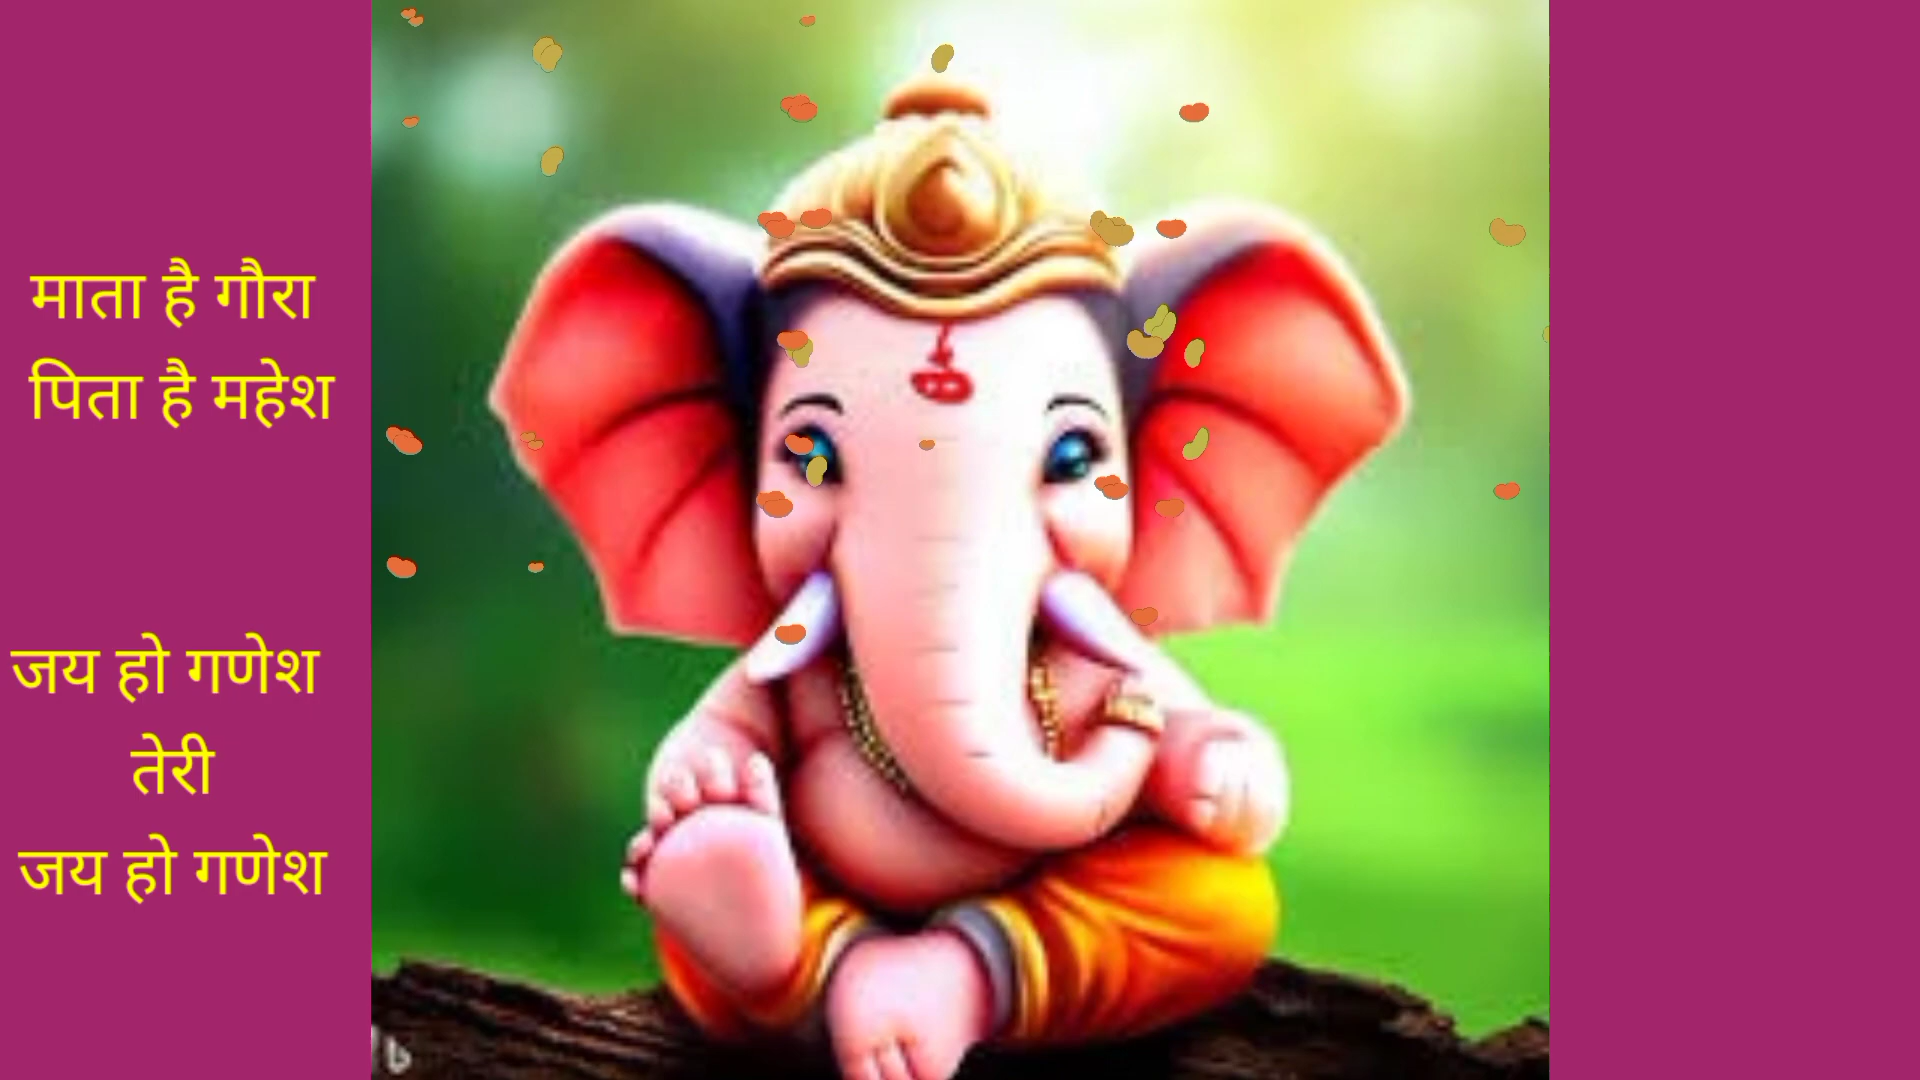 माता है गौरा
पिता है महेश
जय हो गणेश
तेरी
जय हो गणेश